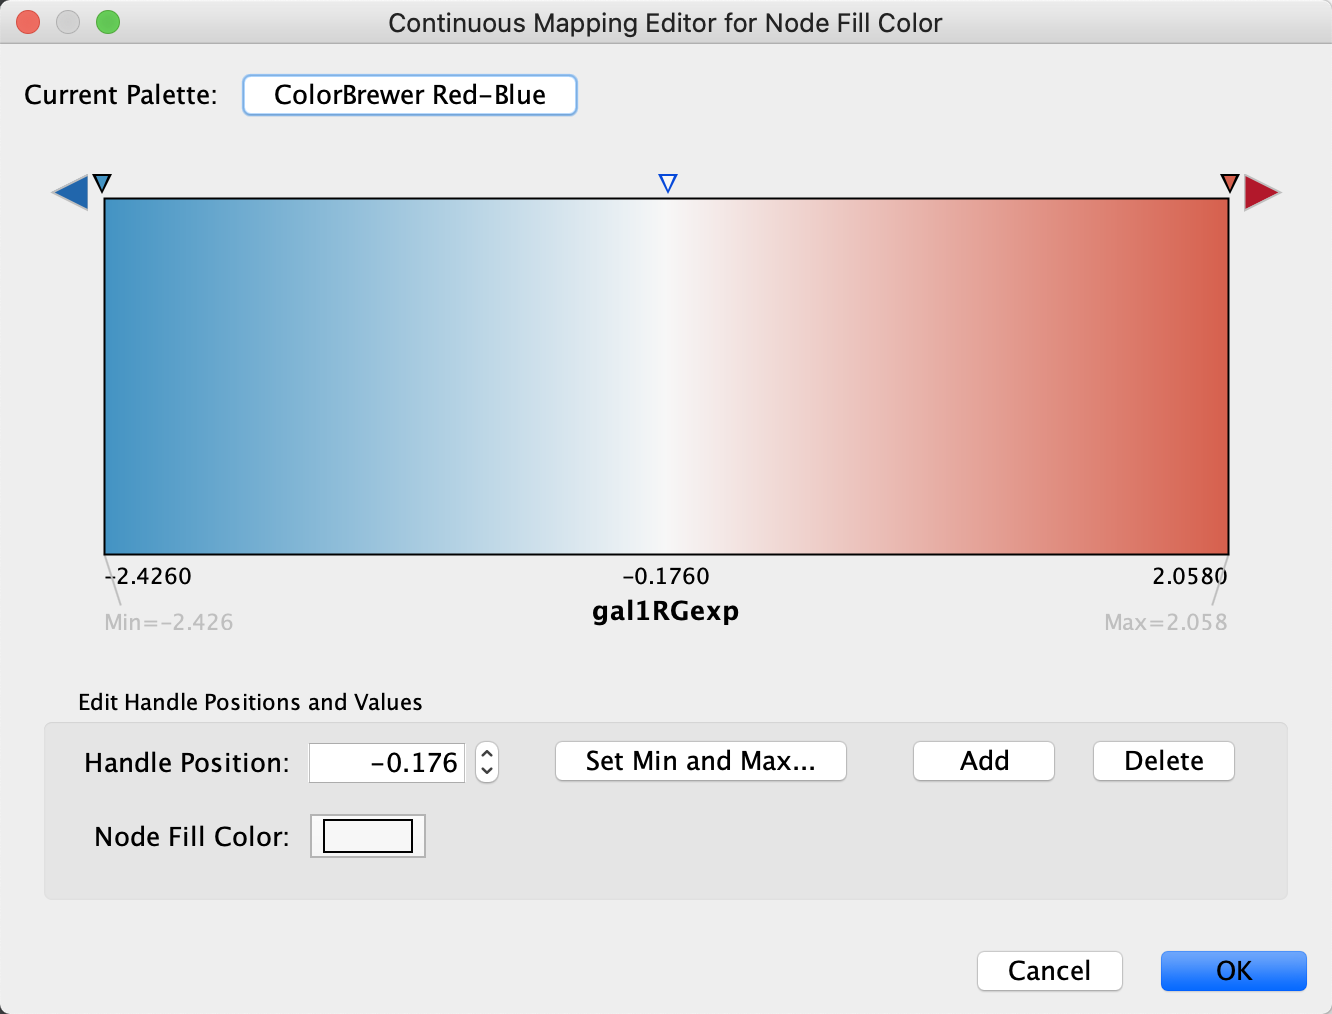 Continuous Mapping Editor for Node Fill Color
Current Palette: ColorBrewer Red-Blue
-2.4260 -0.1760 2.0580
gal1RGexp
Min=-2.426 Max=2.058
Edit Handle Positions and Values
Handle Position: -0.176 Set Min and Max... Add Delete
Node Fill Color:
Cancel OK